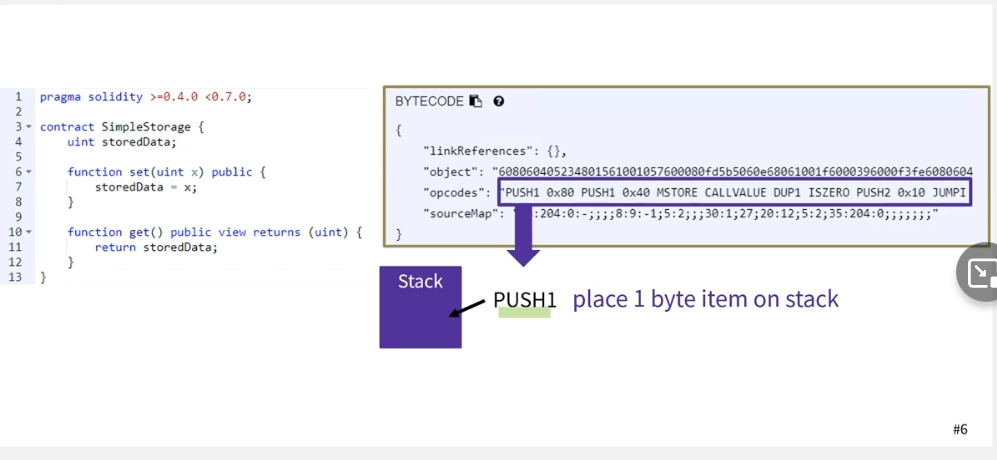 1 pragma solidity >=0.4.0 <0.7.0;
2
3 contract SimpleStorage {
4 uint storedData;
5
6 function set(uint x) public {
7 storedData = x;
8 }
9
10 function get() public view returns (uint) {
11 return storedData;
12 }
13 }
BYTECODE
{
"linkReferences": {},
"object": "608060405234801561001057600080fd5b5060e68061001f6000396000f3fe6080604
"opcodes": "PUSH1 0x80 PUSH1 0x40 MSTORE CALLVALUE DUP1 ISZERO PUSH2 0x10 JUMPI
"sourceMap": :204:0:-;;;;8:9:-1;5:2;;;30:1;27;20:12;5:2;35:204:0;;;;;;;"
}
Stack
PUSH1 place 1 byte item on stack
#6